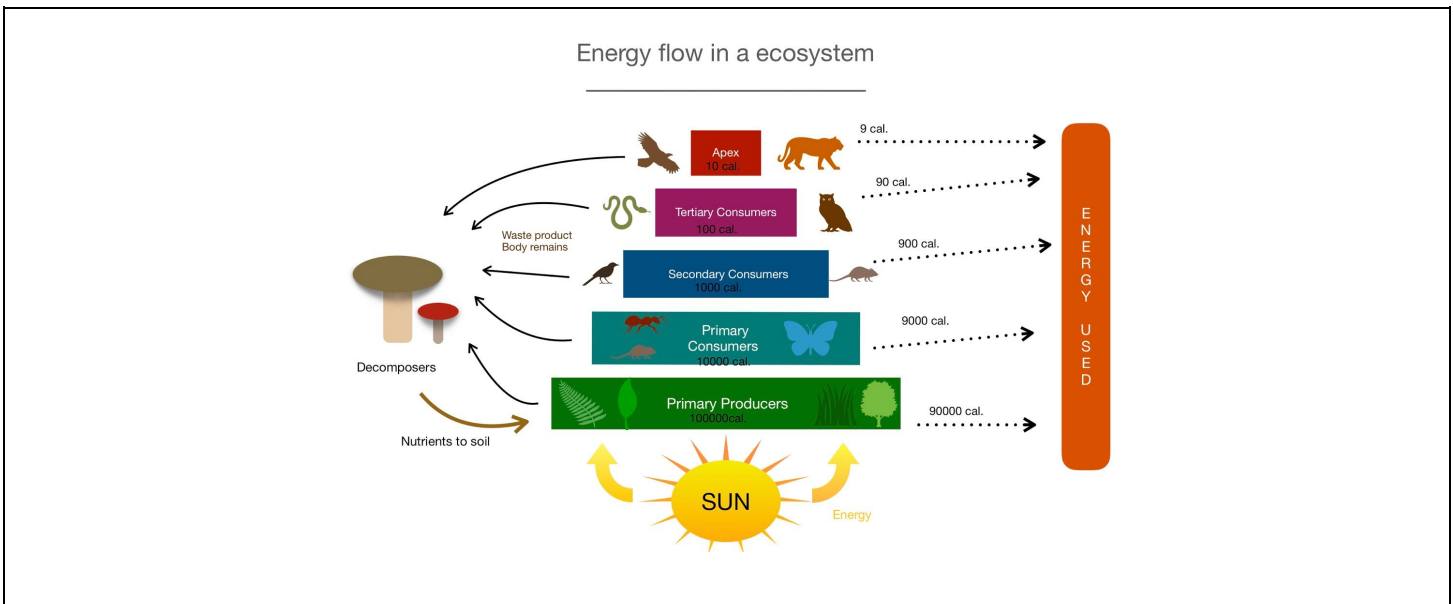 Energy flow in a ecosystem
9 cal.
Apex
10 cal.
90 cal.
Tertiary Consumers
100 cal.
Waste product
Body remains
900 cal.
Secondary Consumers
1000 cal.
9000 cal.
Primary
Consumers
10000 cal.
Decomposers
Primary Producers
100000cal.
90000 cal.
Nutrients to soil
SUN
Energy
ENERGY USED